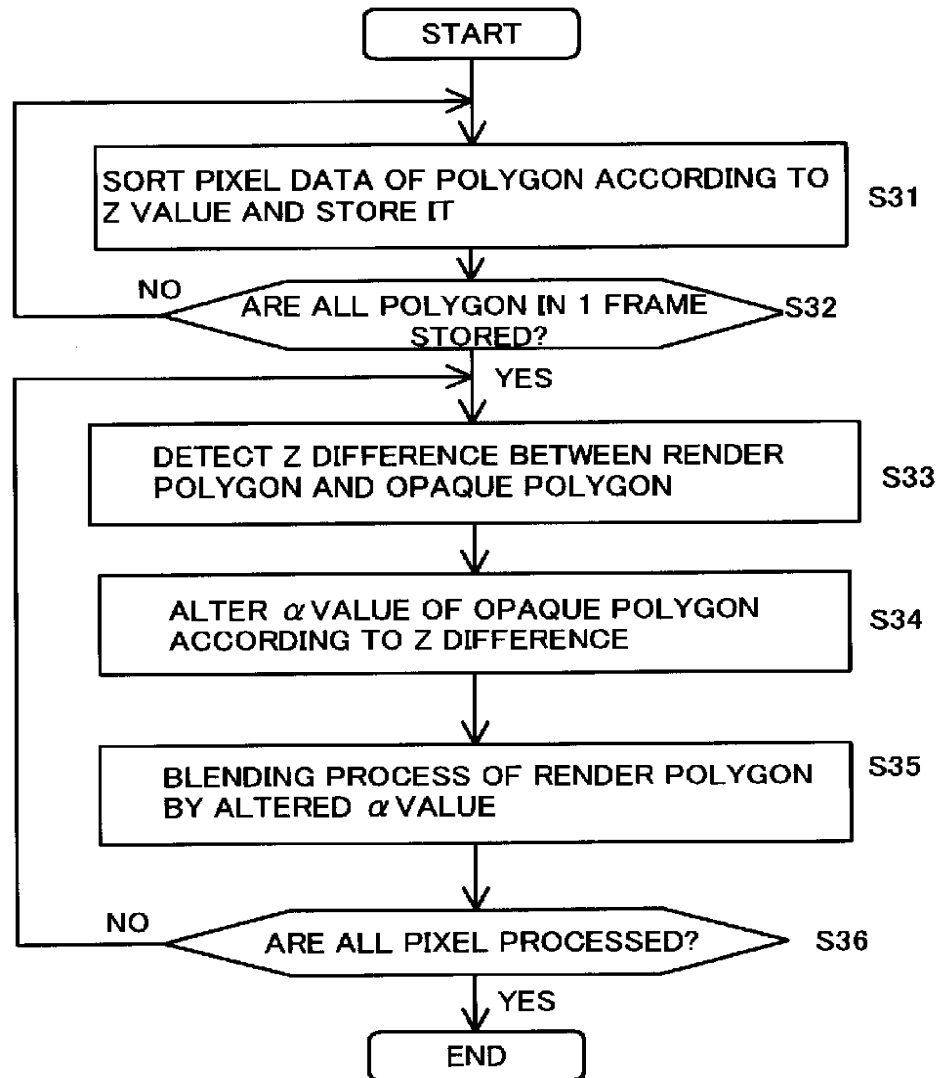 START
SORT PIXEL DATA OF POLYGON ACCORDING TO
Z VALUE AND STORE IT
S31
NO
ARE ALL POLYGON IN 1 FRAME
STORED?
S32
YES
DETECT Z DIFFERENCE BETWEEN RENDER
POLYGON AND OPAQUE POLYGON
S33
ALTER α VALUE OF OPAQUE POLYGON
ACCORDING TO Z DIFFERENCE
S34
BLENDING PROCESS OF RENDER POLYGON
BY ALTERED α VALUE
S35
NO
ARE ALL PIXEL PROCESSED?
S36
YES
END